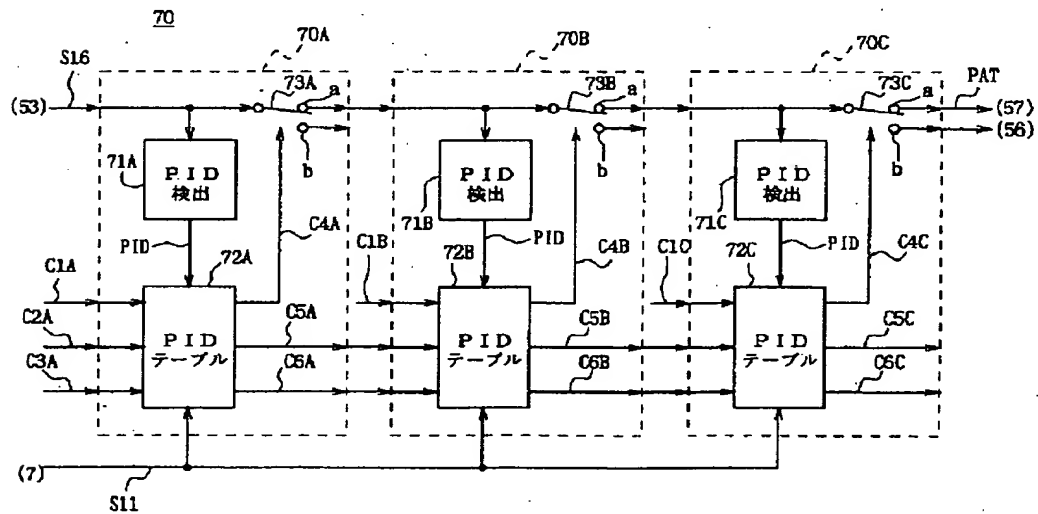 70
70A
70B
70C
S16
73A
a
73B
a
73C
a
PAT
(53)
(57)
(56)
b
b
b
71A
PID
検出
71B
PID
検出
71C
PID
検出
PID
C4A
PID
C4B
PID
C4C
C1A
72A
C1B
72B
C1C
72C
C2A
C5A
C5B
C5C
PID
テーブル
PID
テーブル
PID
テーブル
C3A
C6A
C6B
C6C
(7)
S11